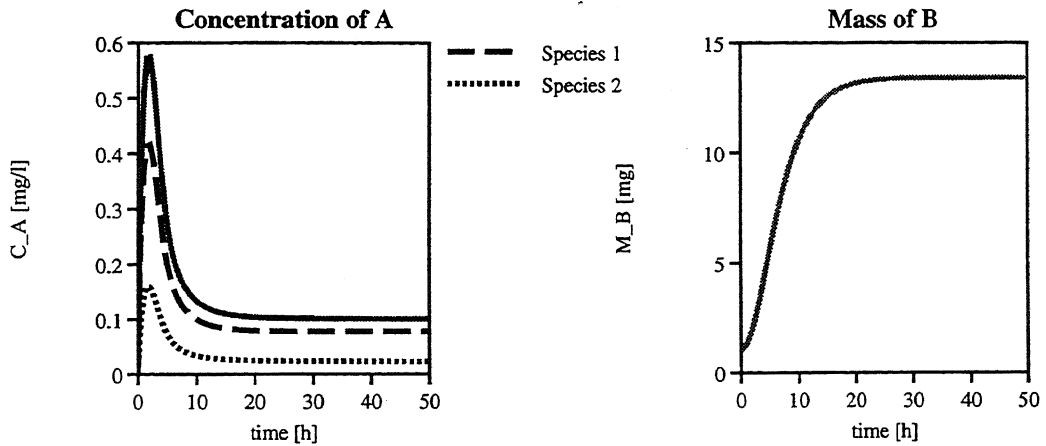 Concentration of A
0.6
0.5
0.4
0.3
0.2
0.1
0
C_A [mg/l]
0 10 20 30 40 50
time [h]
Species 1
Species 2
Mass of B
15
10
5
0
M_B [mg]
0 10 20 30 40 50
time [h]